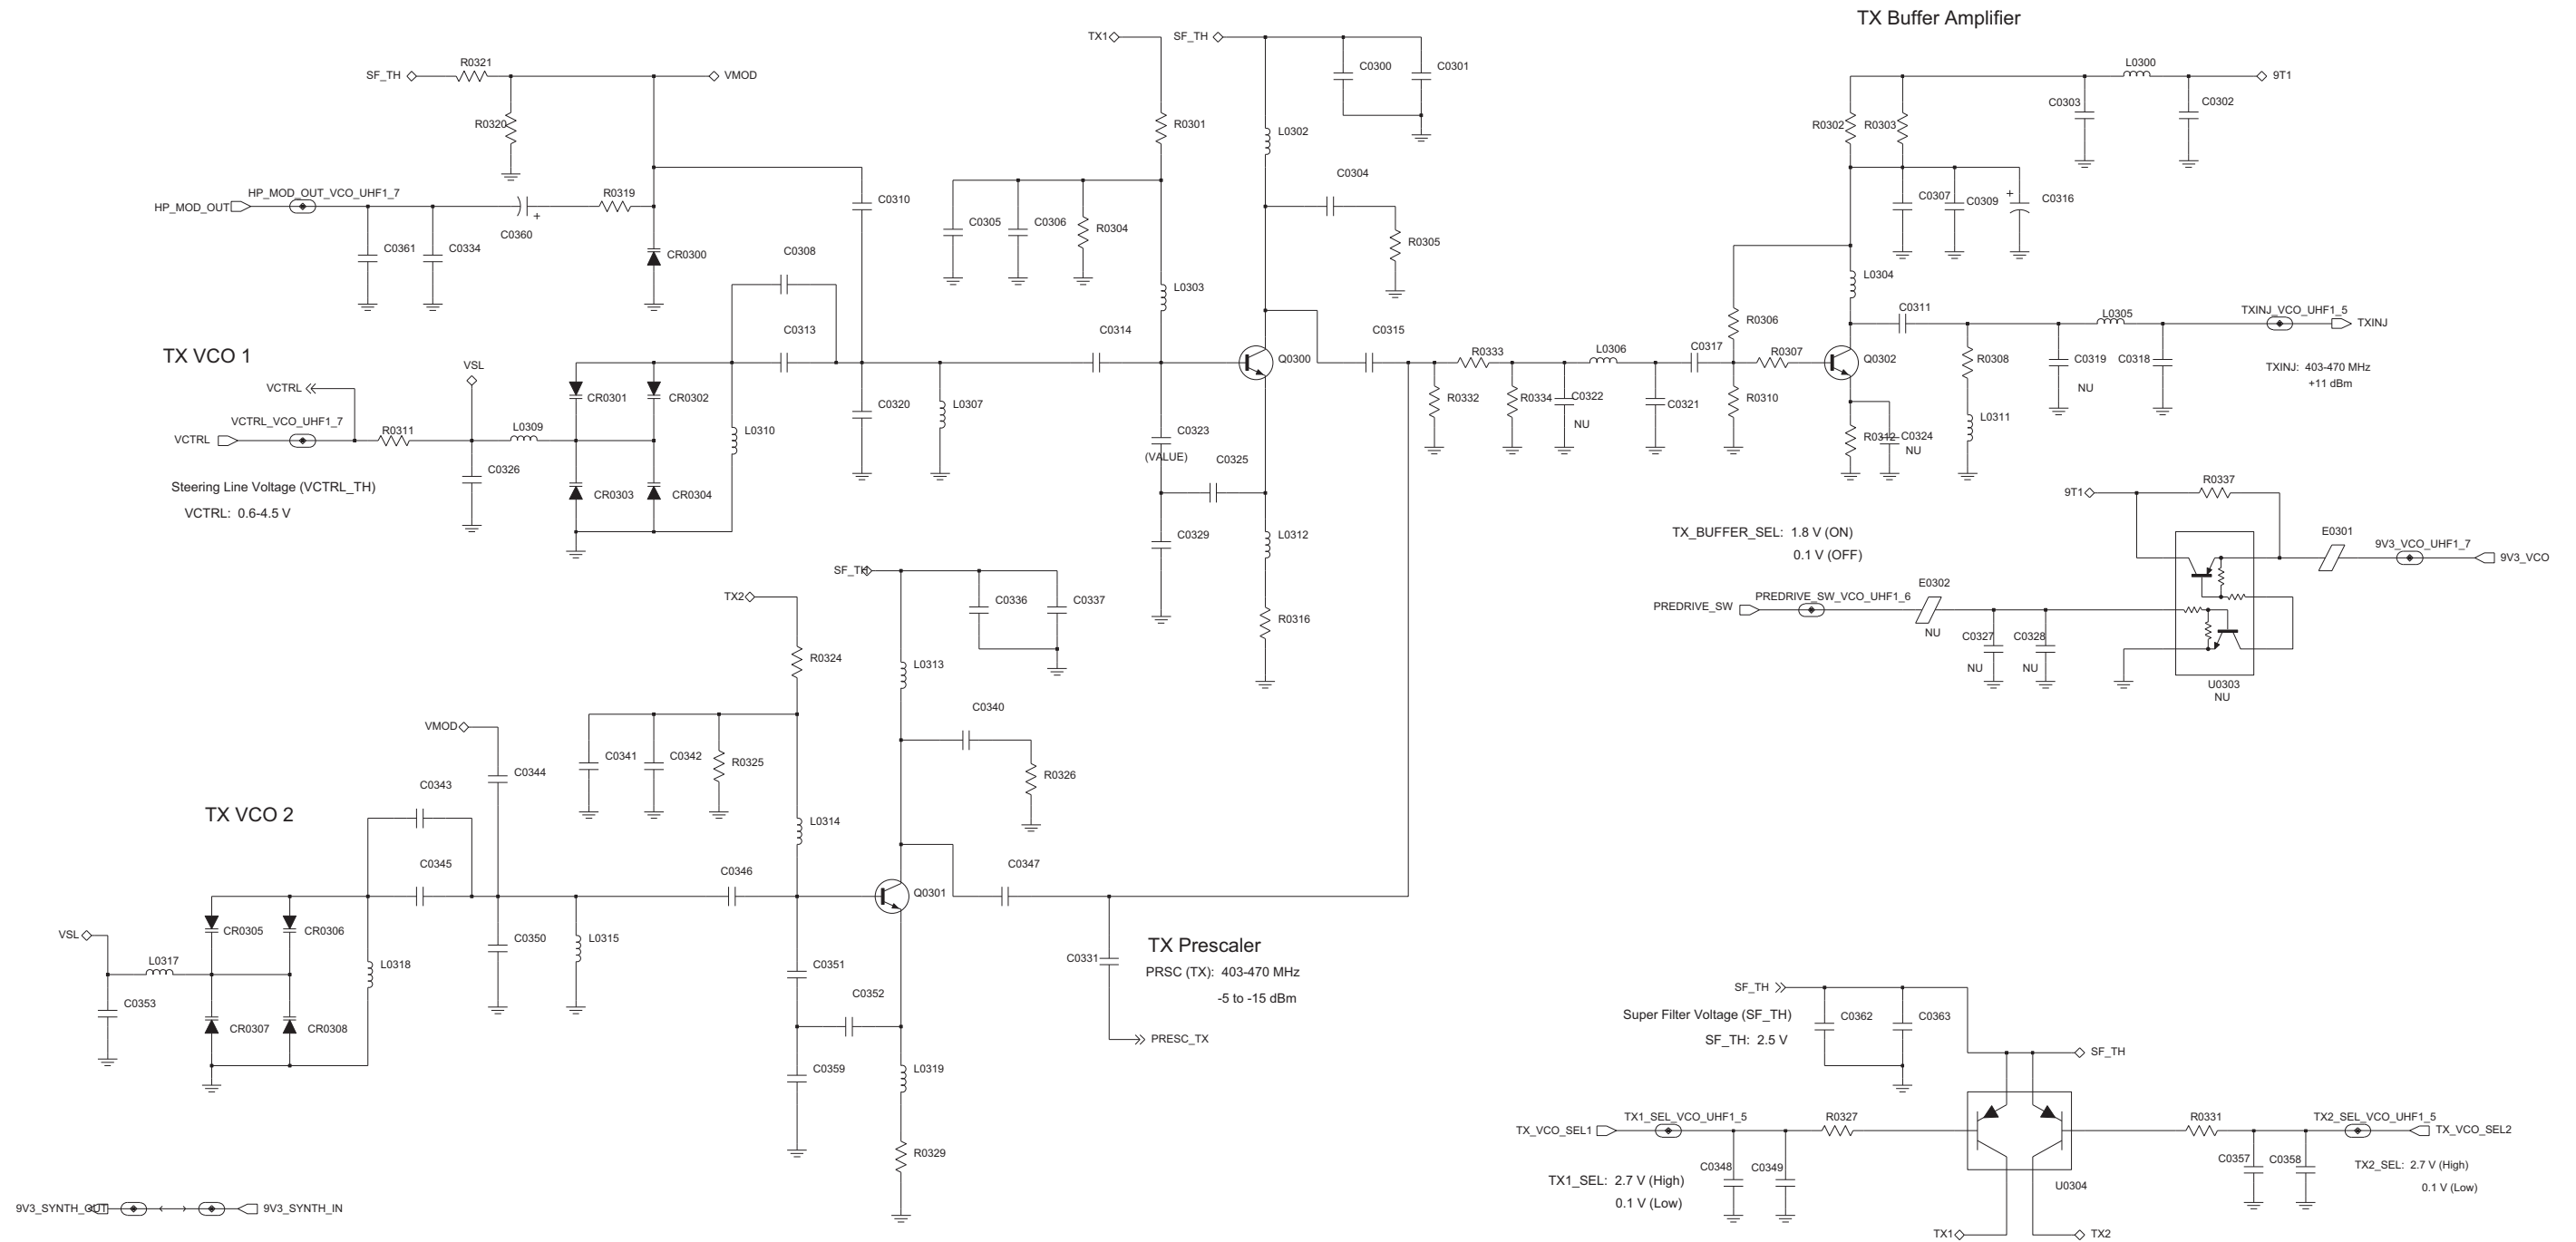 TX Buffer Amplifier
TX1
SF_TH
C0300
C0301
L0300
9T1
C0303
C0302
SF_TH
R0321
VMOD
R0320
R0301
L0302
R0302
R0303
HP_MOD_OUT
HP_MOD_OUT_VCO_UHF1_7
R0319
C0310
C0304
C0307
C0309
C0316
C0361
C0334
C0360
CR0300
C0305
C0306
R0304
R0305
C0308
L0303
L0304
C0313
C0314
Q0300
C0315
R0333
L0306
C0317
R0306
R0307
Q0302
C0311
L0305
TXINJ_VCO_UHF1_5
TXINJ
R0308
C0319
NU
C0318
TXINJ: 403-470 MHz
+11 dBm
TX VCO 1
VCTRL
VSL
VCTRL_VCO_UHF1_7
VCTRL
R0311
L0309
CR0301
CR0302
L0310
C0320
L0307
R0332
R0334
C0322
NU
C0321
R0310
R0312
C0324
NU
L0311
C0326
CR0303
CR0304
C0323
(VALUE)
C0325
Steering Line Voltage (VCTRL_TH)
VCTRL: 0.6-4.5 V
C0329
L0312
R0316
9T1
R0337
TX_BUFFER_SEL: 1.8 V (ON)
0.1 V (OFF)
E0301
9V3_VCO_UHF1_7
9V3_VCO
E0302
NU
PREDRIVE_SW
PREDRIVE_SW_VCO_UHF1_6
C0327
NU
C0328
NU
U0303
NU
SF_TH
TX2
C0336
C0337
R0324
L0313
VMOD
C0340
C0341
C0342
R0325
R0326
C0344
C0343
L0314
TX VCO 2
C0345
C0346
Q0301
C0347
VSL
CR0305
CR0306
C0350
L0315
L0317
L0318
C0351
C0352
C0353
CR0307
CR0308
C0331
TX Prescaler
PRSC (TX): 403-470 MHz
-5 to -15 dBm
PRESC_TX
C0359
L0319
R0329
SF_TH
Super Filter Voltage (SF_TH)
SF_TH: 2.5 V
C0362
C0363
SF_TH
TX_VCO_SEL1
TX1_SEL_VCO_UHF1_5
R0327
R0331
TX2_SEL_VCO_UHF1_5
TX_VCO_SEL2
C0348
C0349
C0357
C0358
TX1_SEL: 2.7 V (High)
0.1 V (Low)
TX2_SEL: 2.7 V (High)
0.1 V (Low)
U0304
TX1
TX2
9V3_SYNTH_OUT
9V3_SYNTH_IN